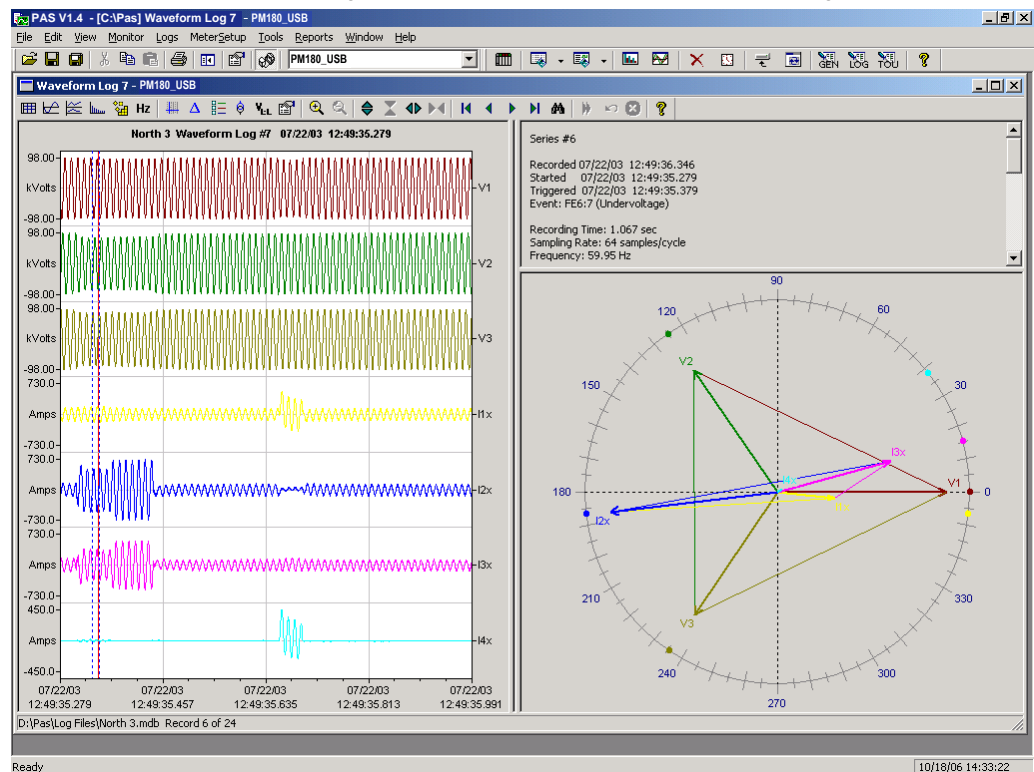 PAS V1.4 - [C:\Pas] Waveform Log 7 - PM180_USB
File Edit View Monitor Logs MeterSetup Tools Reports Window Help
PM180_USB
GEN LOG TOU
Waveform Log 7 - PM180_USB
Hz
North 3 Waveform Log #7 07/22/03 12:49:35.279
98.00
kVolts
V1
-98.00
98.00
kVolts
V2
-98.00
98.00
kVolts
V3
-98.00
730.0
Amps
I1x
-730.0
730.0
Amps
I2x
-730.0
730.0
Amps
I3x
-730.0
450.0
Amps
I4x
-450.0
07/22/03 07/22/03 07/22/03 07/22/03 07/22/03
12:49:35.279 12:49:35.457 12:49:35.635 12:49:35.813 12:49:35.991
Series #6
Recorded 07/22/03 12:49:36.346
Started 07/22/03 12:49:35.279
Triggered 07/22/03 12:49:35.379
Event: FE6:7 (Undervoltage)
Recording Time: 1.067 sec
Sampling Rate: 64 samples/cycle
Frequency: 59.95 Hz
90
120
60
V2
150
30
I3x
I4x
V1
180
0
I1x
I2x
210
330
V3
240
300
270
D:\Pas\Log Files\North 3.mdb Record 6 of 24
Ready
10/18/06 14:33:22